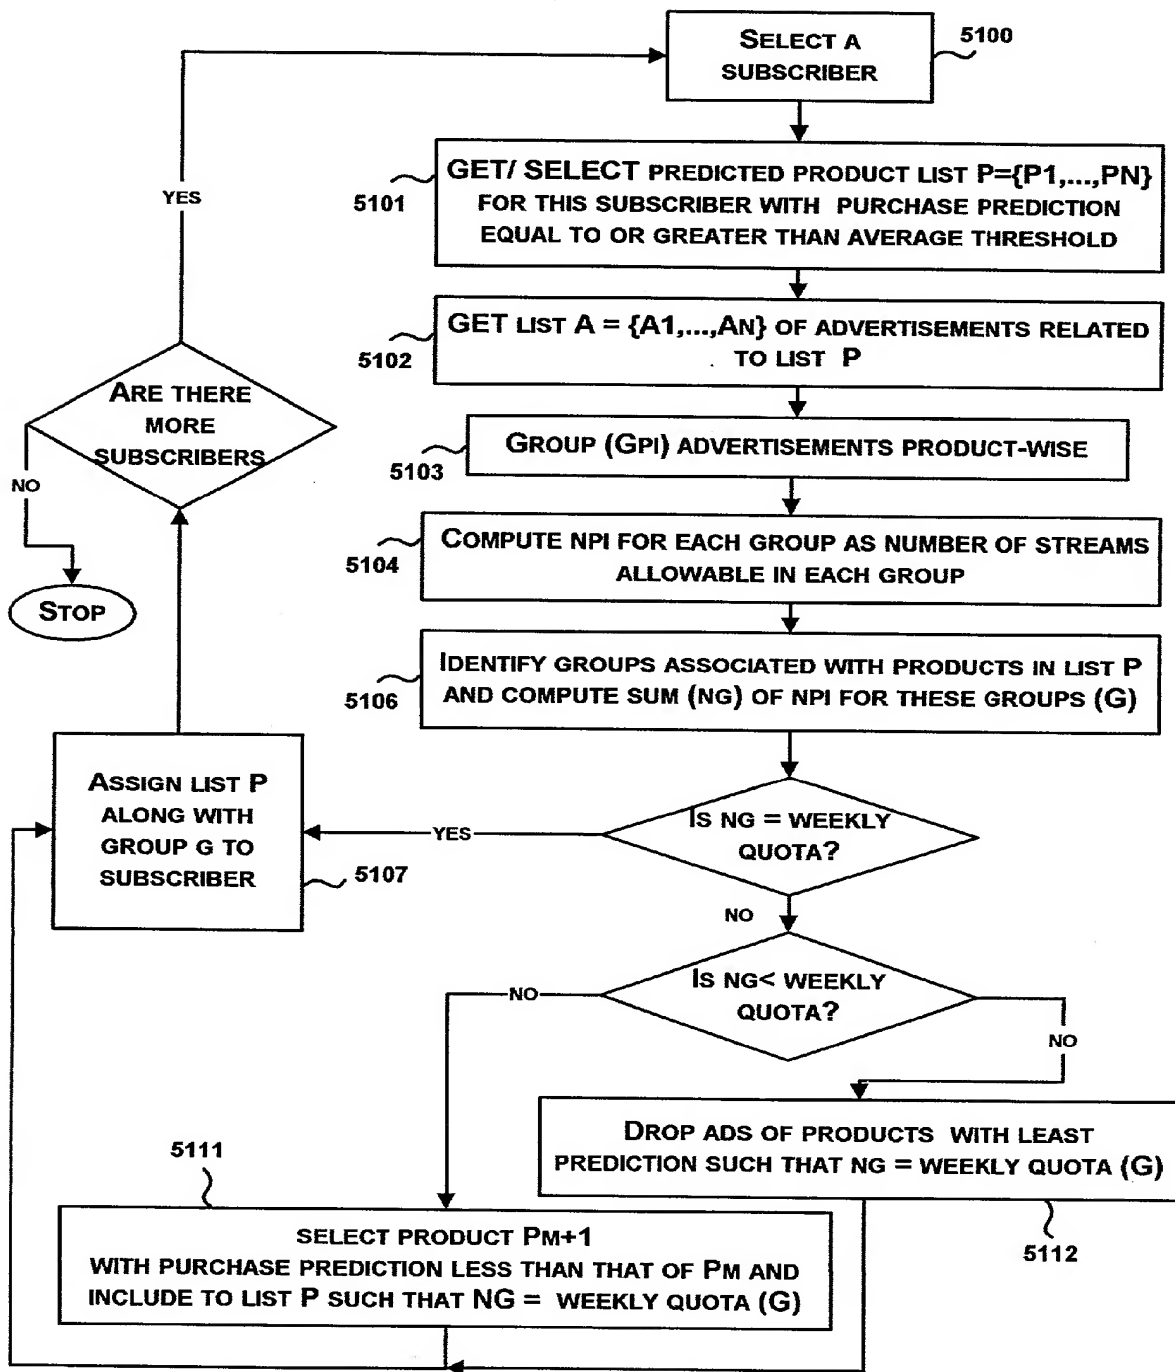 SELECT A
SUBSCRIBER
5100
GET/ SELECT PREDICTED PRODUCT LIST P={P1,...,PN}
FOR THIS SUBSCRIBER WITH PURCHASE PREDICTION
EQUAL TO OR GREATER THAN AVERAGE THRESHOLD
5101
GET LIST A = {A1,...,AN} OF ADVERTISEMENTS RELATED
TO LIST P
5102
GROUP (GPI) ADVERTISEMENTS PRODUCT-WISE
5103
COMPUTE NPI FOR EACH GROUP AS NUMBER OF STREAMS
ALLOWABLE IN EACH GROUP
5104
IDENTIFY GROUPS ASSOCIATED WITH PRODUCTS IN LIST P
AND COMPUTE SUM (NG) OF NPI FOR THESE GROUPS (G)
5106
IS NG = WEEKLY
QUOTA?
YES
NO
ASSIGN LIST P
ALONG WITH
GROUP G TO
SUBSCRIBER
5107
ARE THERE
MORE
SUBSCRIBERS
YES
NO
STOP
IS NG< WEEKLY
QUOTA?
NO
NO
DROP ADS OF PRODUCTS WITH LEAST
PREDICTION SUCH THAT NG = WEEKLY QUOTA (G)
5112
5111
SELECT PRODUCT PM+1
WITH PURCHASE PREDICTION LESS THAN THAT OF PM AND
INCLUDE TO LIST P SUCH THAT NG = WEEKLY QUOTA (G)